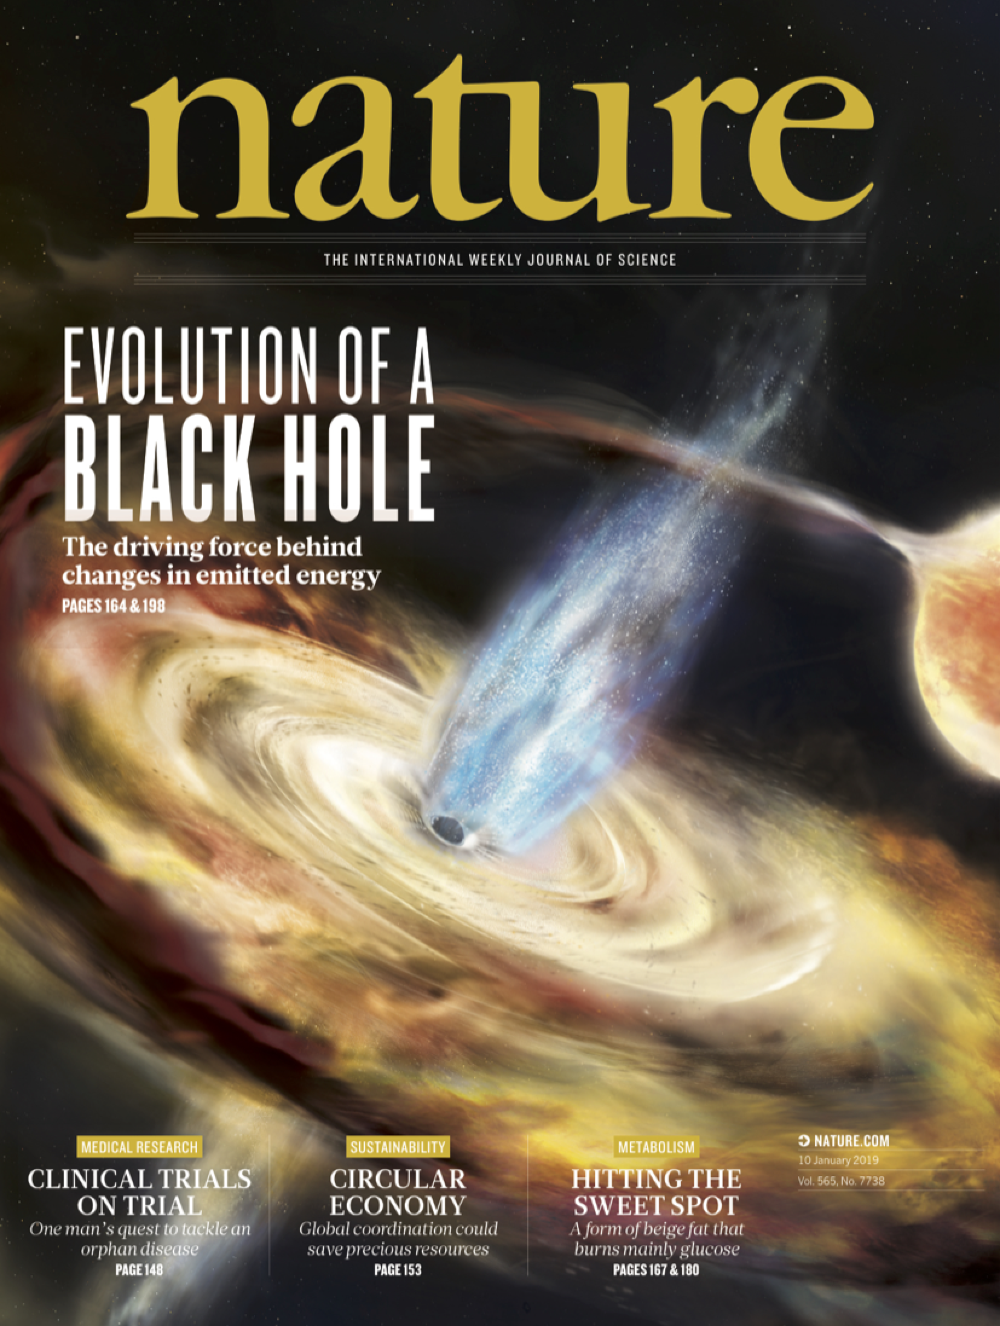 nature
THE INTERNATIONAL WEEKLY JOURNAL OF SCIENCE
EVOLUTION OF A
BLACK HOLE
The driving force behind
changes in emitted energy
PAGES 164 & 198
MEDICAL RESEARCH
CLINICAL TRIALS
ON TRIAL
One man's quest to tackle an
orphan disease
PAGE 148
SUSTAINABILITY
CIRCULAR
ECONOMY
Global coordination could
save precious resources
PAGE 153
METABOLISM
HITTING THE
SWEET SPOT
A form of beige fat that
burns mainly glucose
PAGES 167 & 180
NATURE.COM
10 January 2019
Vol. 565, No. 7738